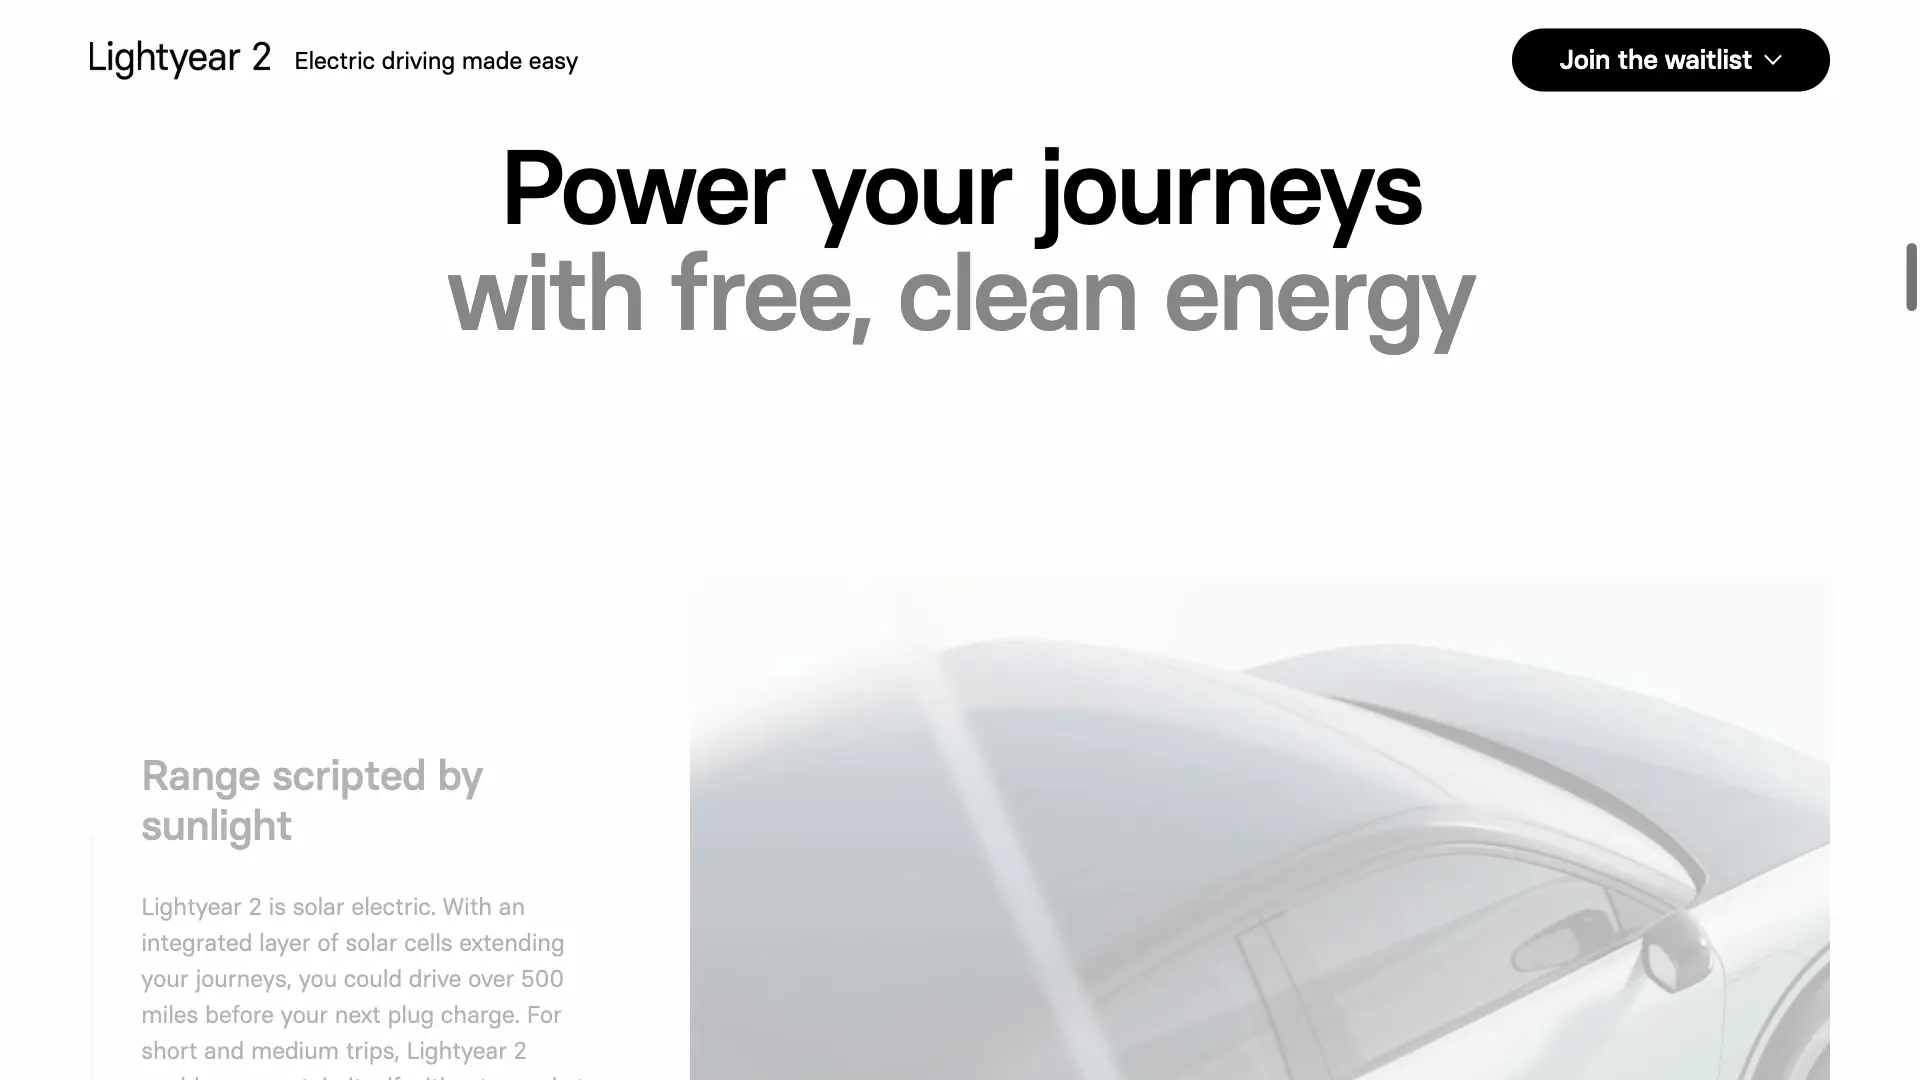 Lightyear 2 Electric driving made easy
Join the waitlist
Power your journeys
with free, clean energy
Range scripted by
sunlight
Lightyear 2 is solar electric. With an
integrated layer of solar cells extending
your journeys, you could drive over 500
miles before your next plug charge. For
short and medium trips, Lightyear 2